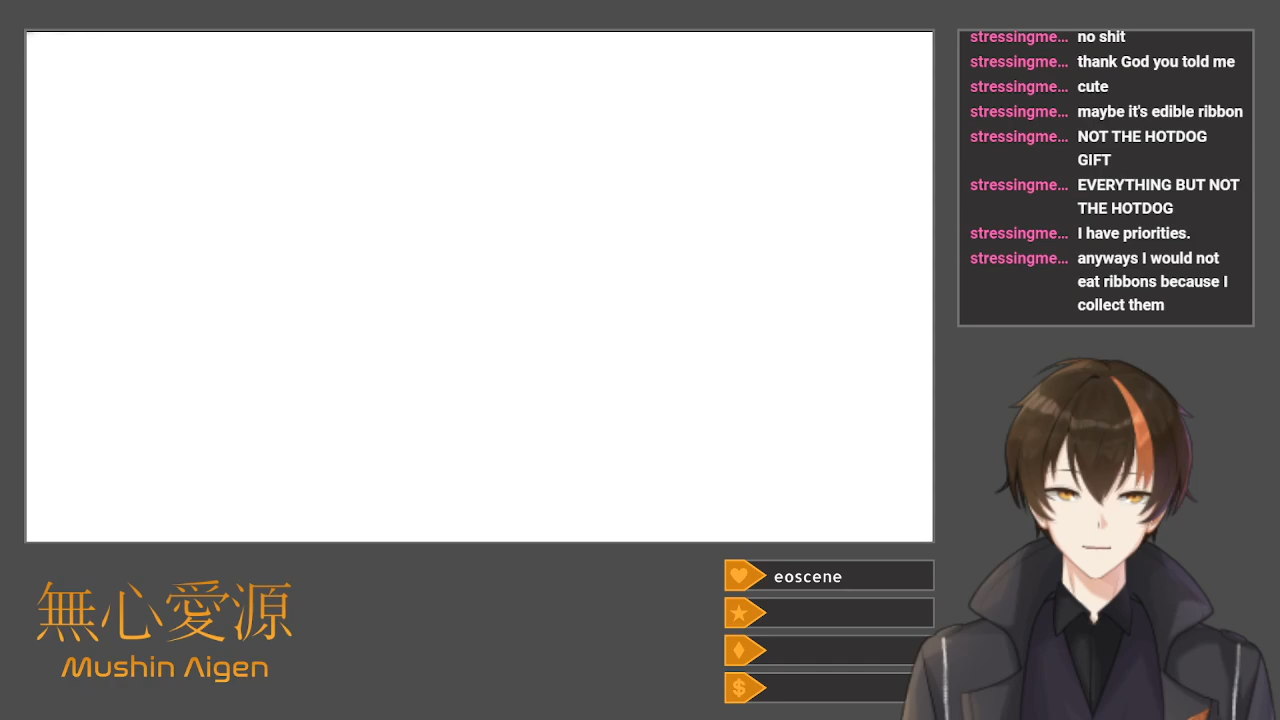 stressingme... no shit
stressingme... thank God you told me
stressingme... cute
stressingme... maybe it's edible ribbon
stressingme... NOT THE HOTDOG
GIFT
stressingme... EVERYTHING BUT NOT
THE HOTDOG
stressingme... I have priorities.
stressingme... anyways I would not
eat ribbons because I
collect them
eoscene
$
無心愛源
Mushin Aigen